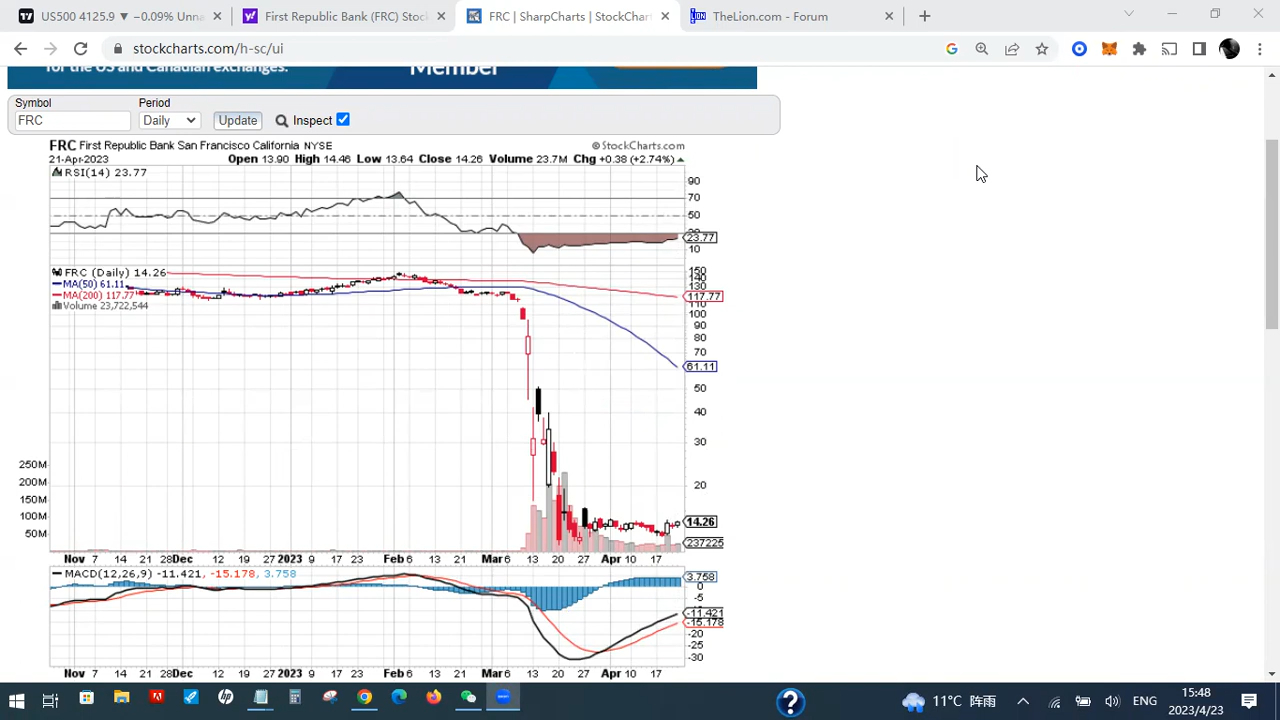 US500 4125.9 ▼ −0.09% Unna
First Republic Bank (FRC) Stoc
FRC | SharpCharts | StockChar
TheLion.com - Forum
stockcharts.com/h-sc/ui
for the US and Canadian exchanges.
Member
Symbol
Period
FRC
Daily
Update
Inspect
FRC First Republic Bank San Francisco California NYSE
© StockCharts.com
21-Apr-2023
Open 13.90 High 14.46 Low 13.64 Close 14.26 Volume 23.7M Chg +0.38 (+2.74%)
RSI(14) 23.77
90
70
50
30
23.77
10
FRC (Daily) 14.26
MA(50) 61.11
MA(200) 117.77
Volume 23,722,544
150
140
130
117.77
110
100
90
80
70
61.11
50
40
30
250M
20
200M
150M
100M
14.26
50M
237225
Nov 7 14 21 28 Dec 12 19 2023 9 17 23 Feb 6 13 21 Mar 6 13 20 27 Apr 10 17
MACD(12,26,9) -11.421, -15.178, 3.758
3.758
0
-5
-11.421
-15.178
-20
-25
-30
Nov 7 14 21 28 Dec 12 19 2023 9 17 23 Feb 6 13 21 Mar 6 13 20 27 Apr 10 17
11°C 阵雨
ENG
2023/4/23